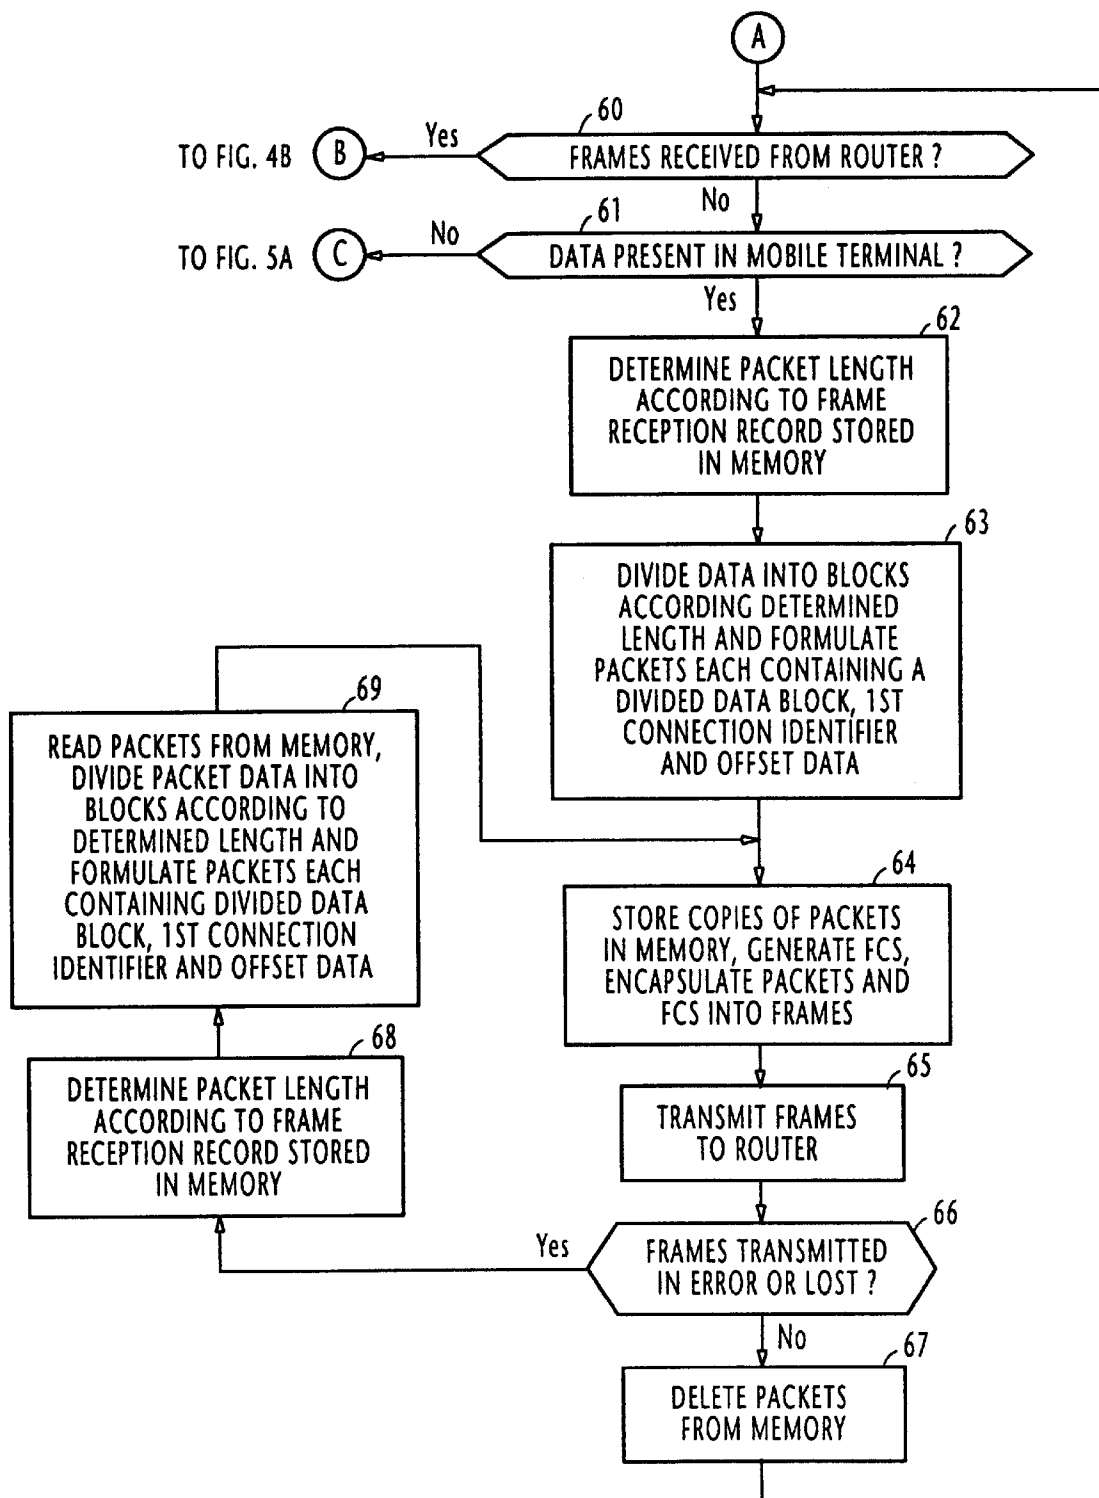 A
60
Yes
TO FIG. 4B
B
FRAMES RECEIVED FROM ROUTER ?
No
61
No
TO FIG. 5A
C
DATA PRESENT IN MOBILE TERMINAL ?
Yes
62
DETERMINE PACKET LENGTH
ACCORDING TO FRAME
RECEPTION RECORD STORED
IN MEMORY
63
DIVIDE DATA INTO BLOCKS
ACCORDING DETERMINED
LENGTH AND FORMULATE
PACKETS EACH CONTAINING A
DIVIDED DATA BLOCK, 1ST
CONNECTION IDENTIFIER
AND OFFSET DATA
69
READ PACKETS FROM MEMORY,
DIVIDE PACKET DATA INTO
BLOCKS ACCORDING TO
DETERMINED LENGTH AND
FORMULATE PACKETS EACH
CONTAINING DIVIDED DATA
BLOCK, 1ST CONNECTION
IDENTIFIER AND OFFSET DATA
64
STORE COPIES OF PACKETS
IN MEMORY, GENERATE FCS,
ENCAPSULATE PACKETS AND
FCS INTO FRAMES
68
DETERMINE PACKET LENGTH
ACCORDING TO FRAME
RECEPTION RECORD STORED
IN MEMORY
65
TRANSMIT FRAMES
TO ROUTER
66
Yes
FRAMES TRANSMITTED
IN ERROR OR LOST ?
No
67
DELETE PACKETS
FROM MEMORY